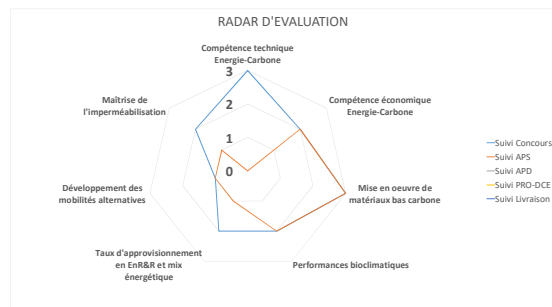 RADAR D'EVALUATION
Compétence technique
Energie-Carbone
3
2
1
0
Compétence économique
Energie-Carbone
Mise en oeuvre de
matériaux bas carbone
Performances bioclimatiques
Taux d'approvisionnement
en EnR&R et mix
énergétique
Développement des
mobilités alternatives
Maîtrise de
l'imperméabilisation
Suivi Concours
Suivi APS
Suivi APD
Suivi PRO-DCE
Suivi Livraison